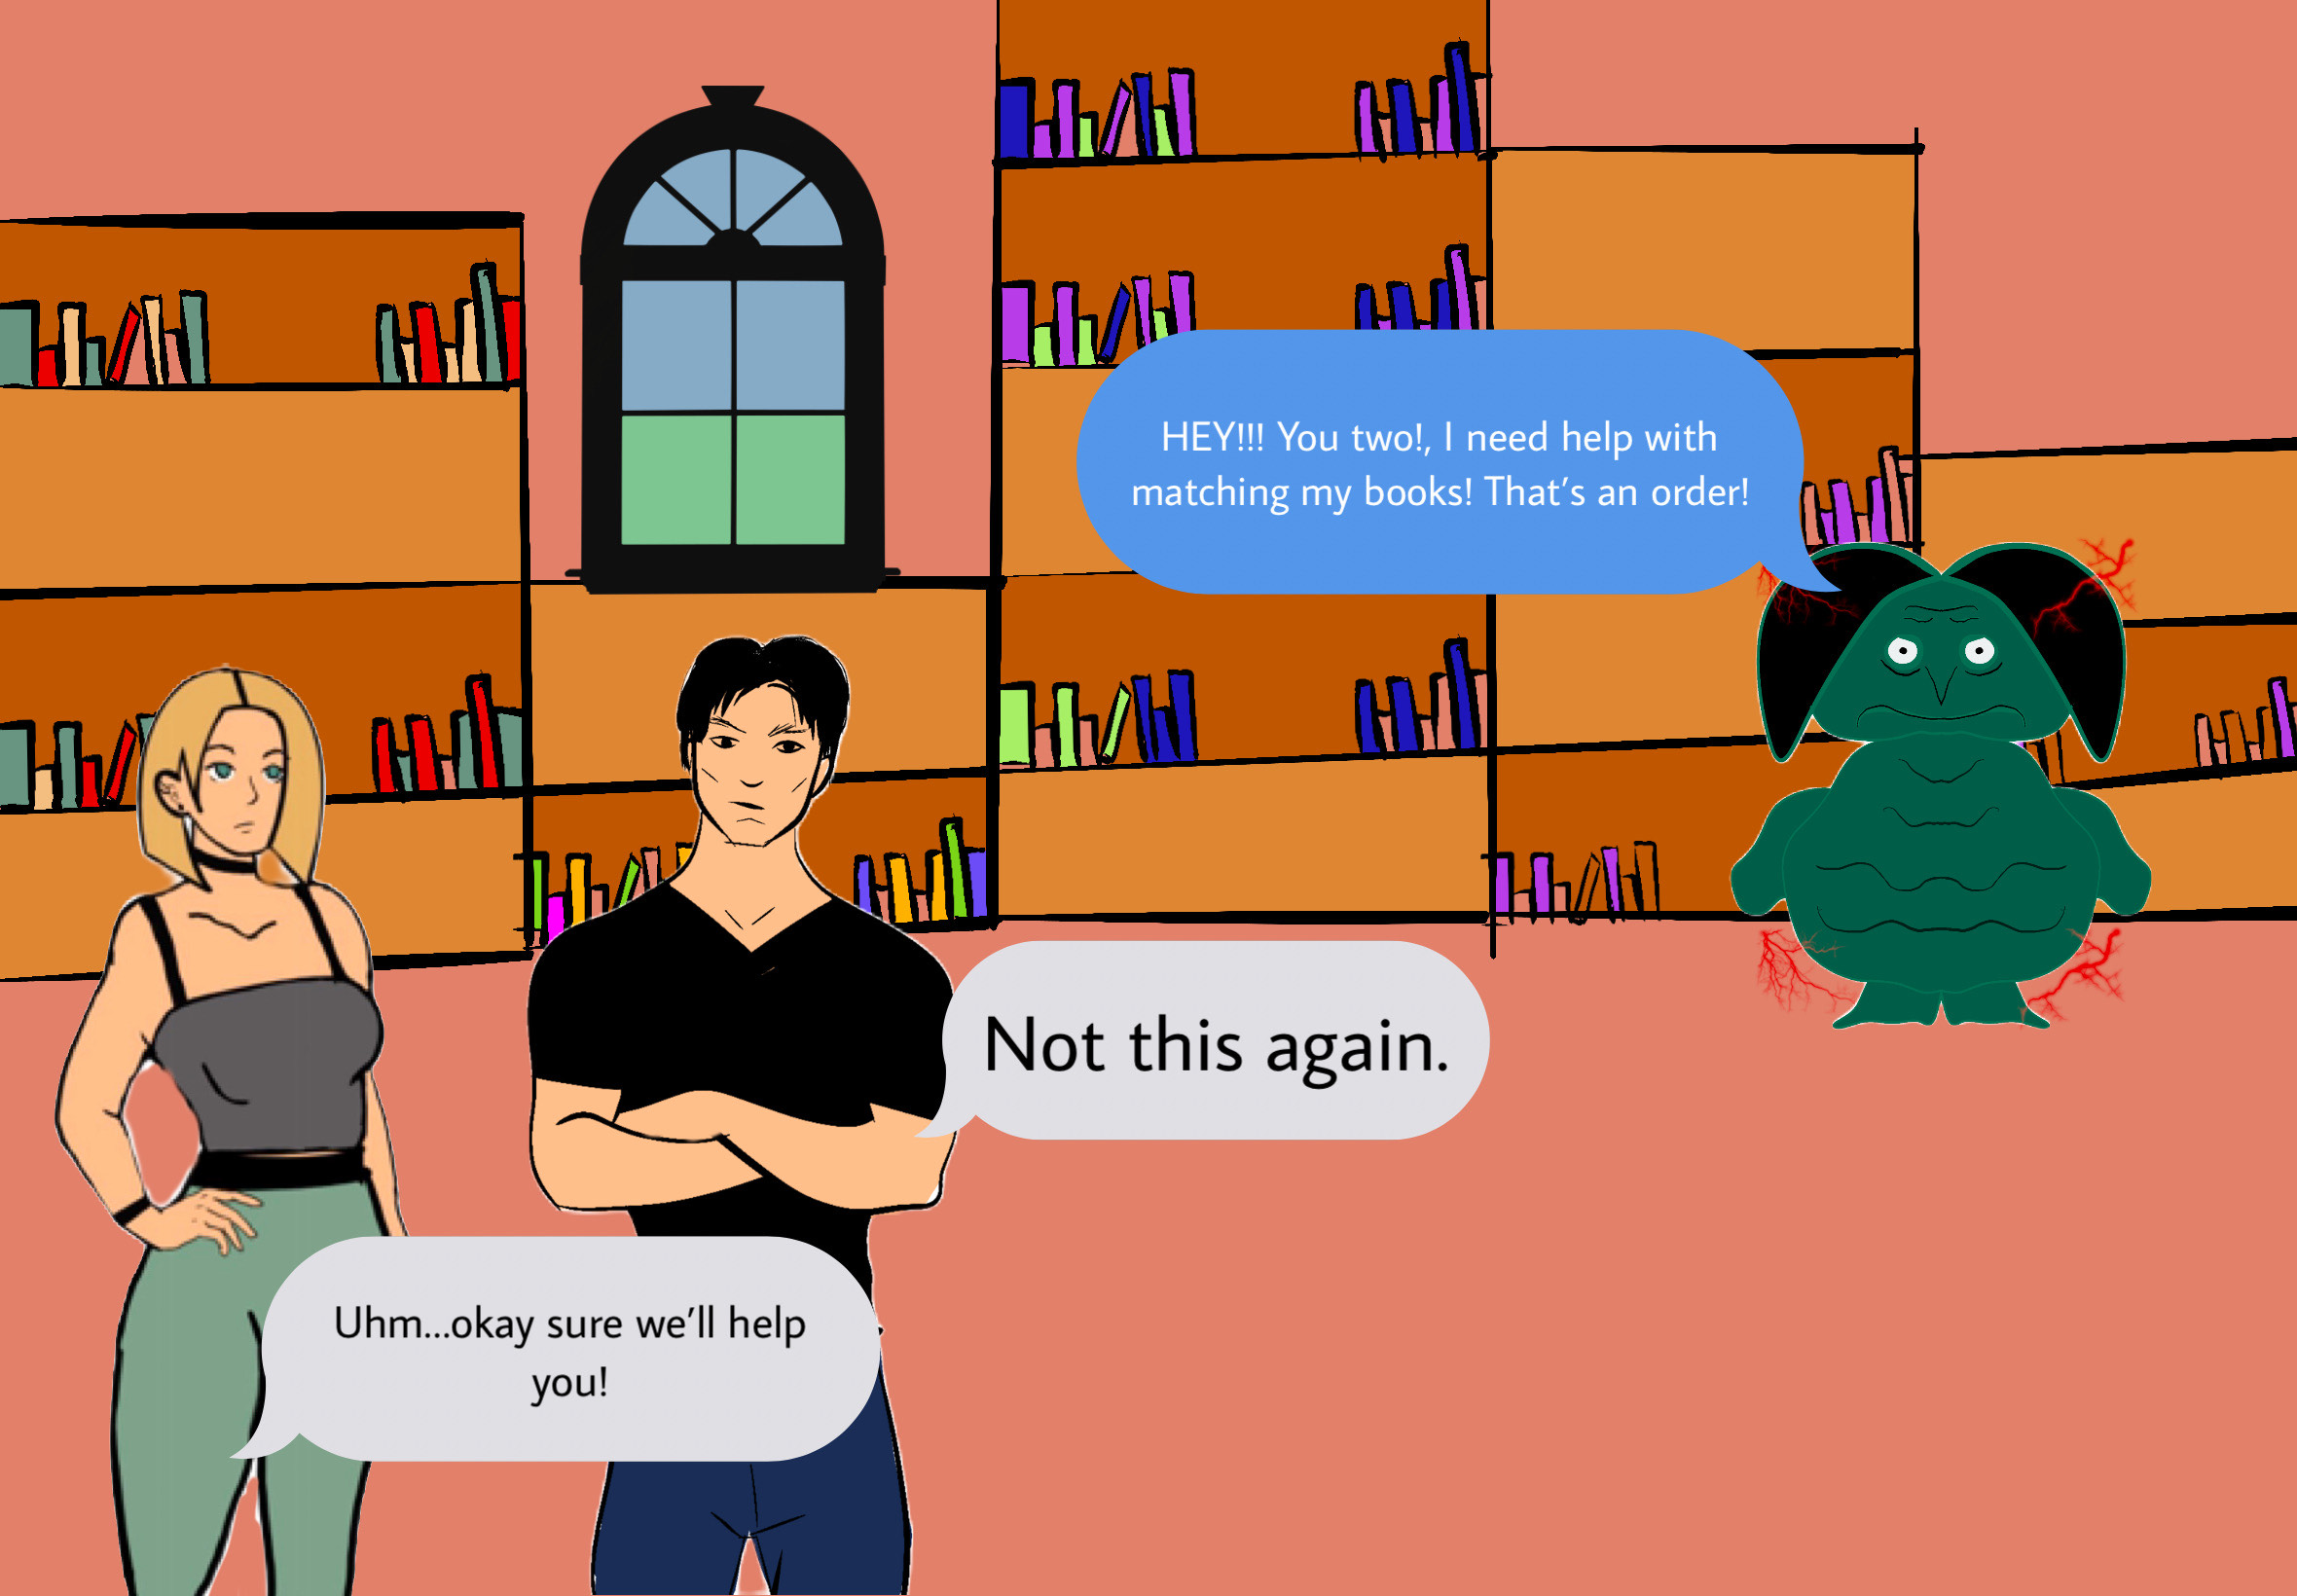 HEY!!! You two!, I need help with
matching my books! That's an order!
Not this again.
Uhm...okay sure we'll help
you!